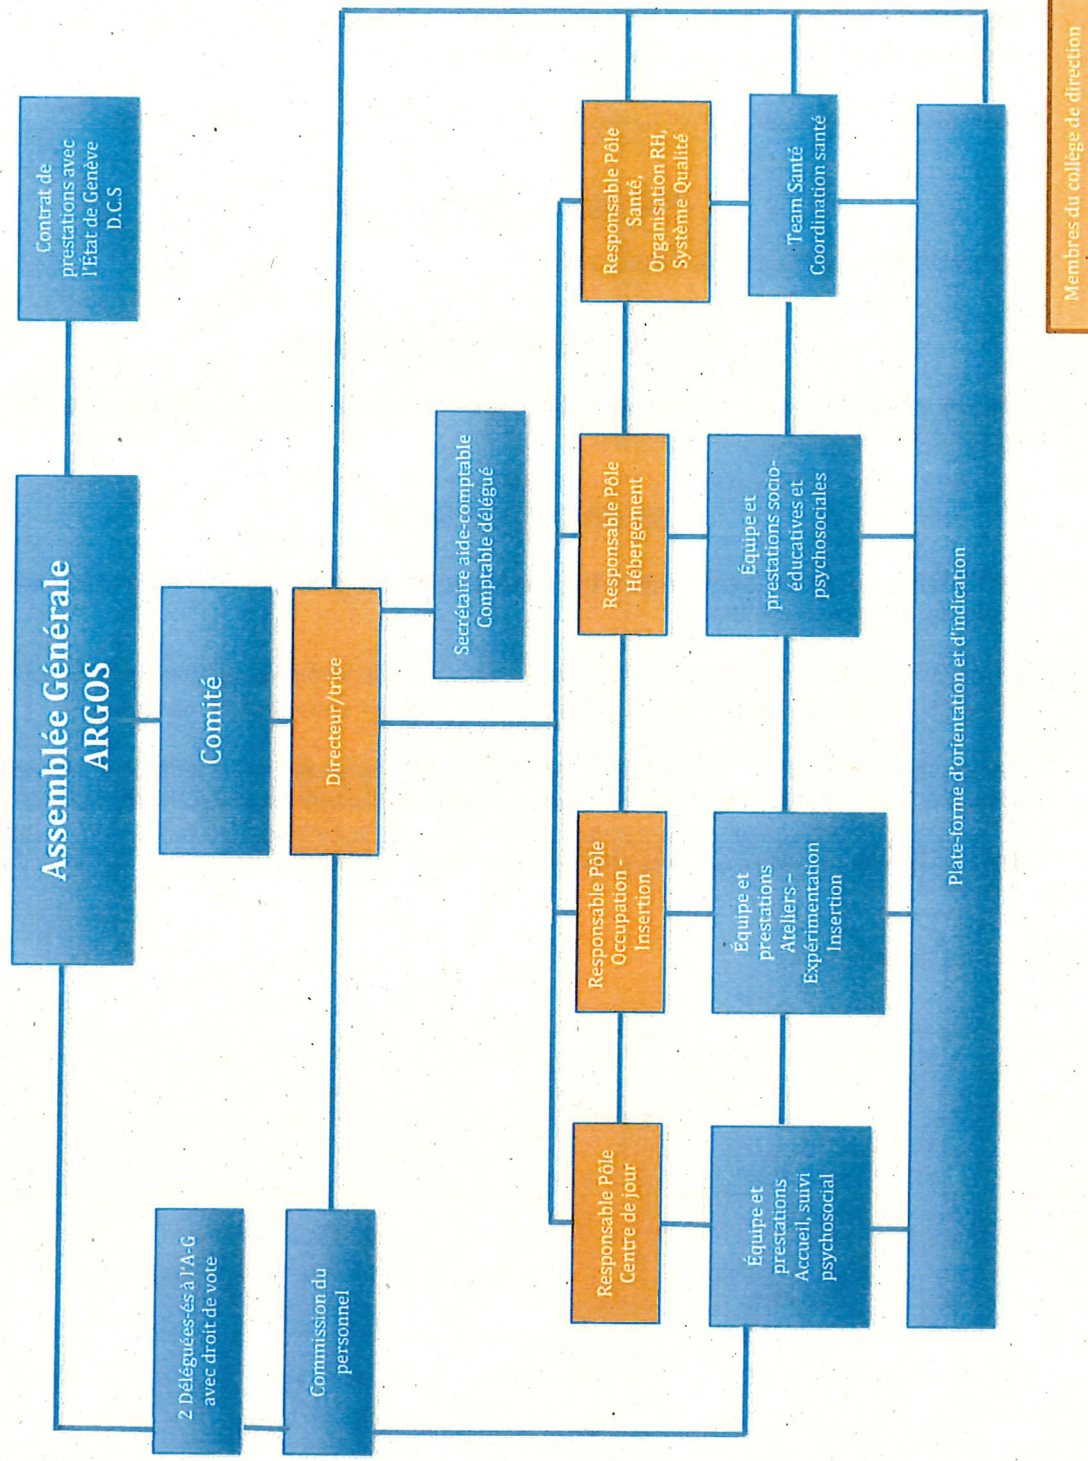 Assemblée Générale
ARGOS
Contrat de
prestations avec
l'État de Genève
D.C.S
Comité
2 Déléguées-és à l'A-G
avec droit de vote
Commission du
personnel
Directeur/trice
Secrétaire aide-comptable
Comptable délégué
Responsable Pôle
Centre de jour
Responsable Pôle
Occupation -
Insertion
Responsable Pôle
Hébergement
Responsable Pôle
Santé,
Organisation RH,
Système Qualité
Équipe et
prestations
Accueil, suivi
psychosocial
Équipe et
prestations
Ateliers –
Expérimentation
Insertion
Équipe et
prestations socio-
éducatives et
psychosociales
Team Santé
Coordination santé
Plate-forme d'orientation et d'indication
Membres du collège de direction